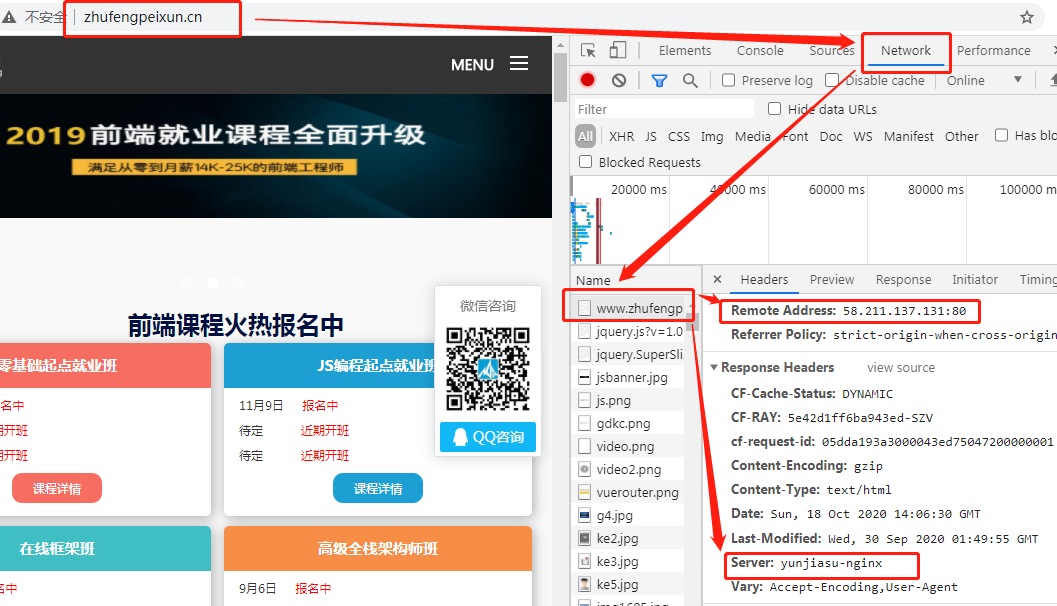 不安全 zhufengpeixun.cn
MENU
2019前端就业课程全面升级
满足从零到月薪14K-25K的前端工程师
前端课程火热报名中
微信咨询
QQ咨询
零基础起点就业班
名中
期开班
期开班
课程详情
JS编程起点就业班
11月9日 报名中
待定 近期开班
待定 近期开班
课程详情
在线框架班
名中
高级全栈架构师班
9月6日 报名中
Elements Console Sources Network Performance
Preserve log Disable cache Online
Filter Hide data URLs
All XHR JS CSS Img Media Font Doc WS Manifest Other Has blo
Blocked Requests
20000 ms 40000 ms 60000 ms 80000 ms 100000 m
Name
www.zhufengp
jquery.js?v=1.0
jquery.SuperSli
jsbanner.jpg
js.png
gdkc.png
video.png
video2.png
vuerouter.png
g4.jpg
ke2.jpg
ke3.jpg
ke5.jpg
× Headers Preview Response Initiator Timing
Remote Address: 58.211.137.131:80
Referrer Policy: strict-origin-when-cross-origin
Response Headers view source
CF-Cache-Status: DYNAMIC
CF-RAY: 5e42d1ff6ba943ed-SZV
cf-request-id: 05dda193a3000043ed75047200000001
Content-Encoding: gzip
Content-Type: text/html
Date: Sun, 18 Oct 2020 14:06:30 GMT
Last-Modified: Wed, 30 Sep 2020 01:49:55 GMT
Server: yunjiasu-nginx
Vary: Accept-Encoding,User-Agent